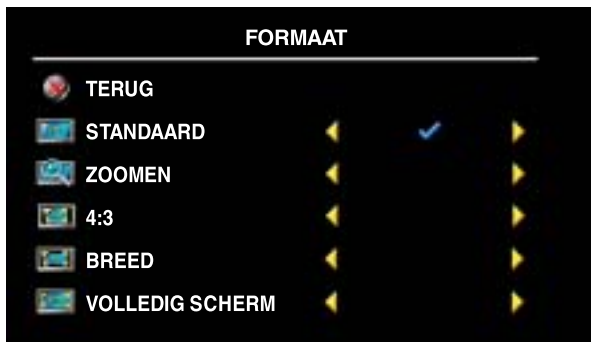 FORMAAT
TERUG
STANDAARD
ZOOMEN
4:3
BREED
VOLLEDIG SCHERM